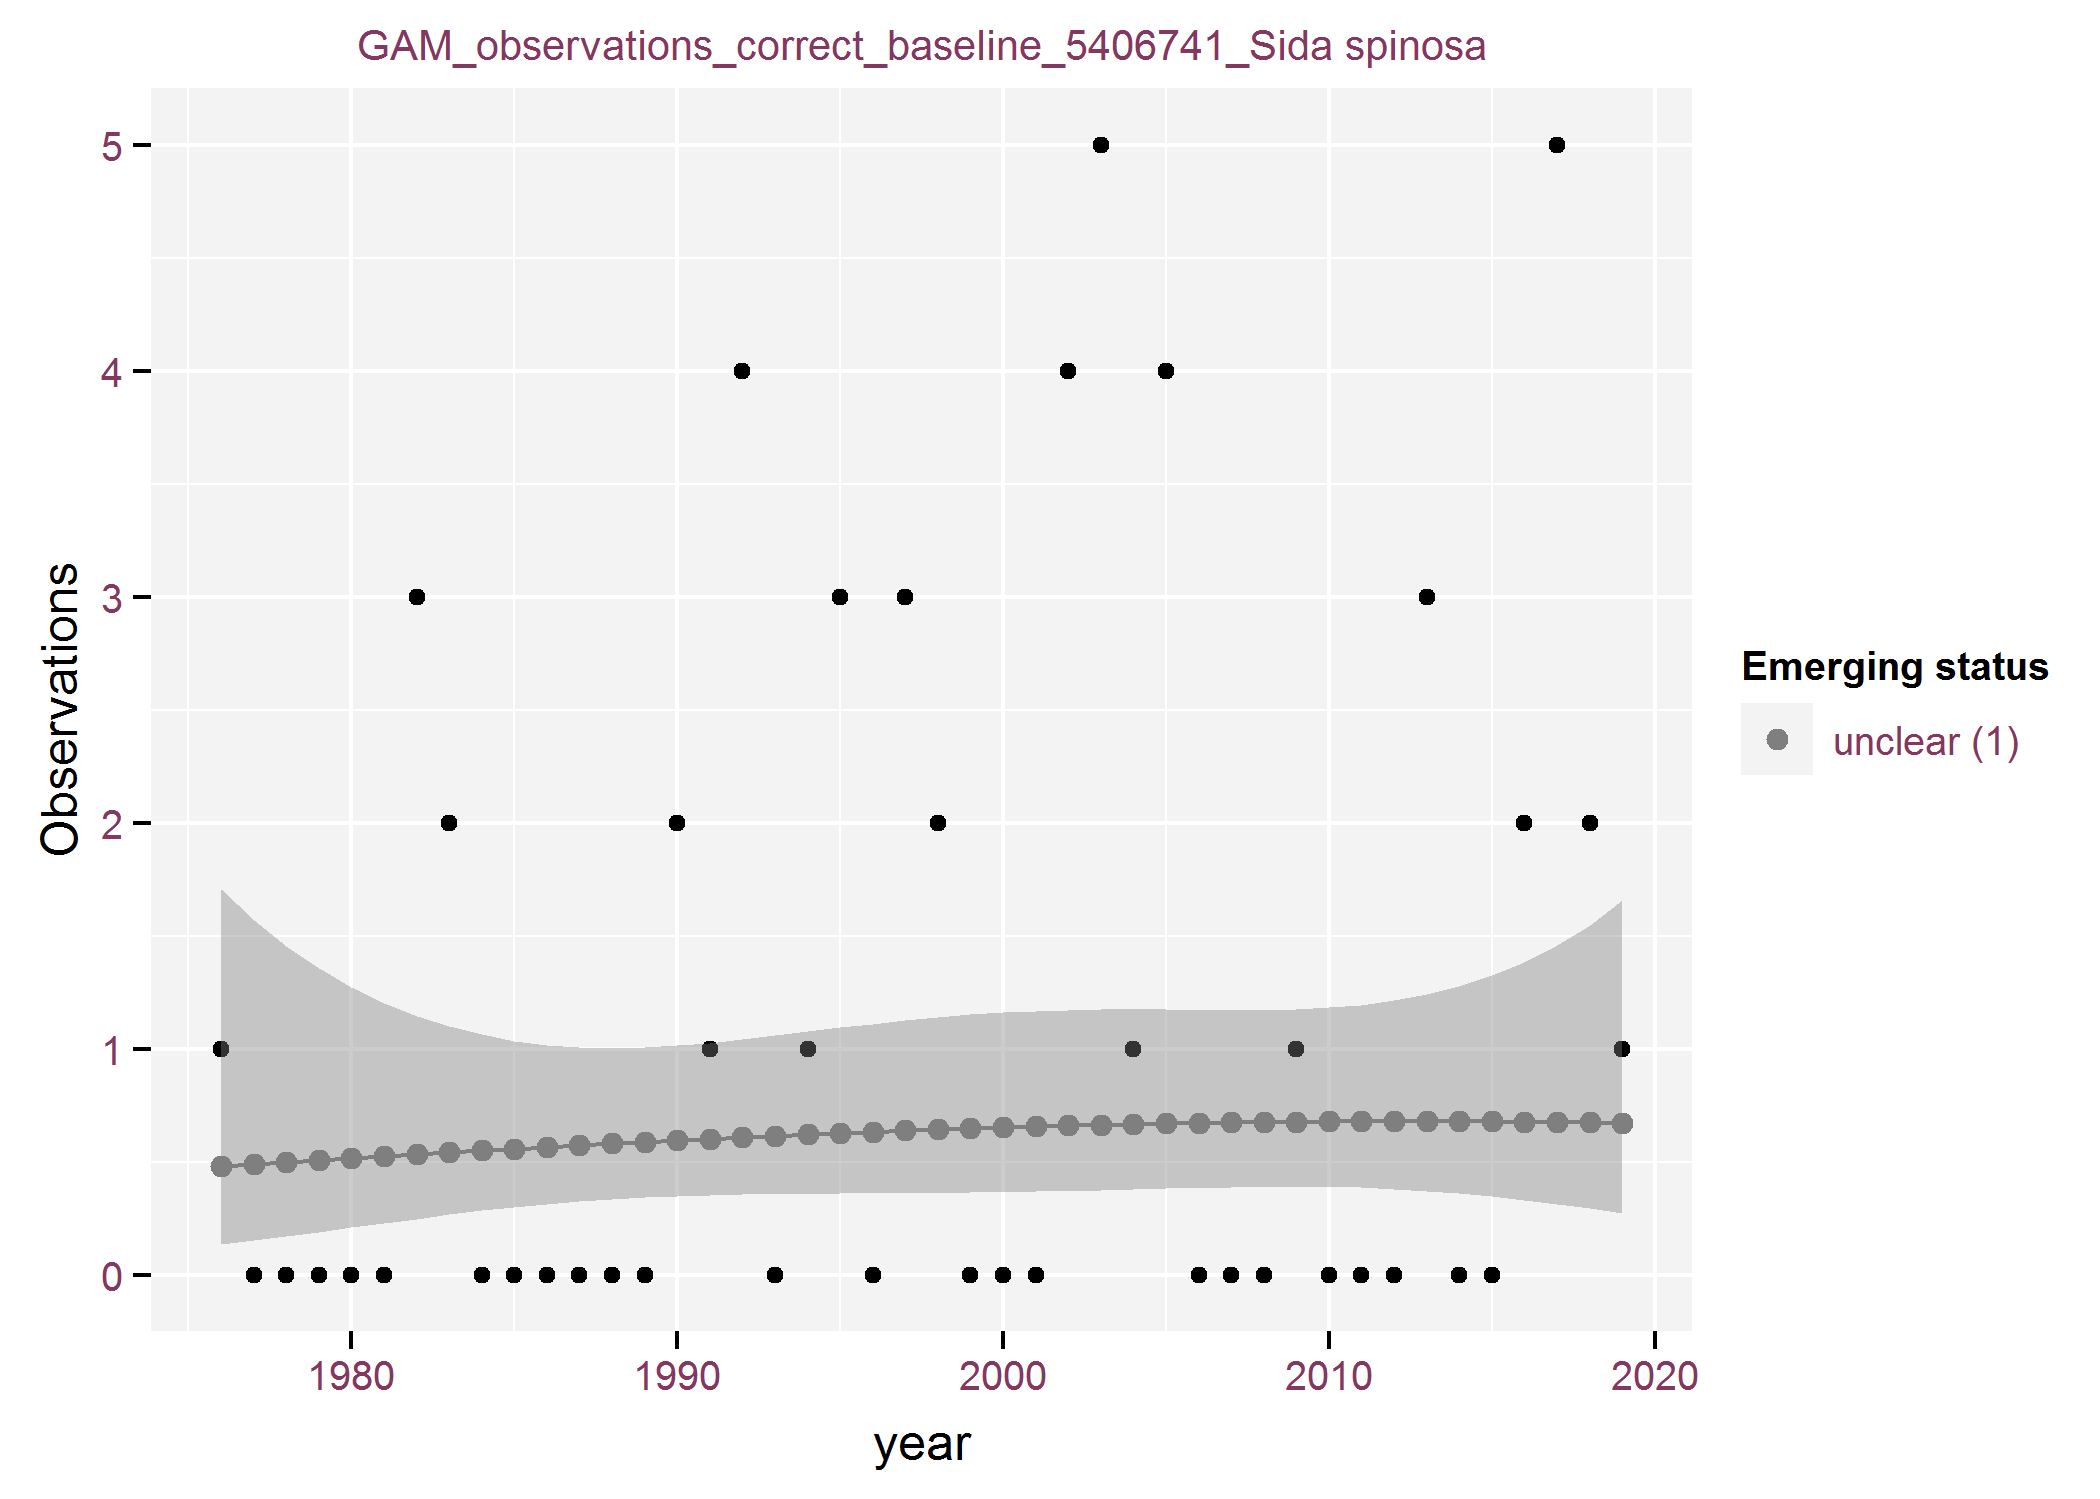 GAM_observations_correct_baseline_5406741_Sida spinosa
5
4
3
2
1
0
Observations
1980 1990 2000 2010 2020
year
Emerging status
unclear (1)